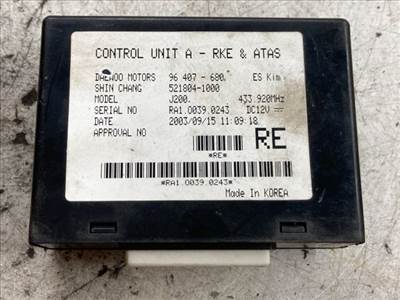 CONTROL UNIT A - RKE & ATAS
DAEWOO MOTORS 96 407 - 680. ES Kim
SHIN CHANG 521804-1000
MODEL J200. 433.920MHz
SERIAL NO RA1.0039.0243 DC12V
DATE 2003/09/15 11:09:18
APPROVAL NO
RE
*RE*
*RA1.0039.0243*
Made In KOREA